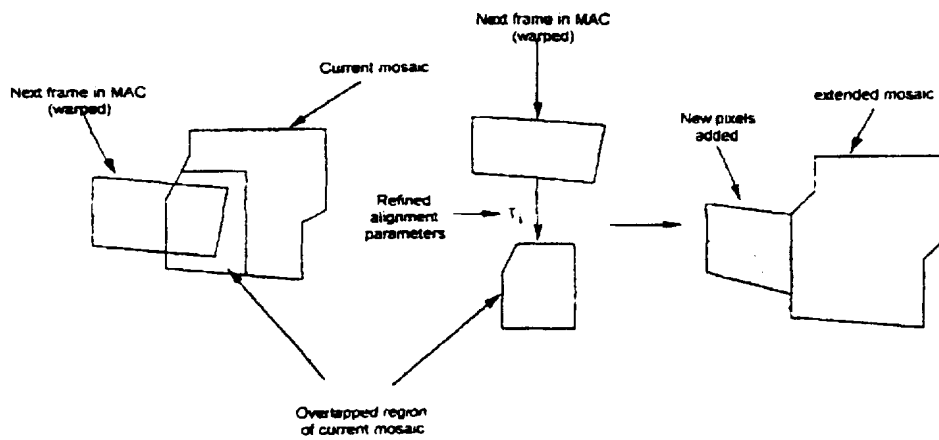 Next frame in MAC
(warped)
Current mosaic
Next frame in MAC
(warped)
extended mosaic
New pixels
added
Refined
alignment
parameters
T i
Overlapped region
of current mosaic